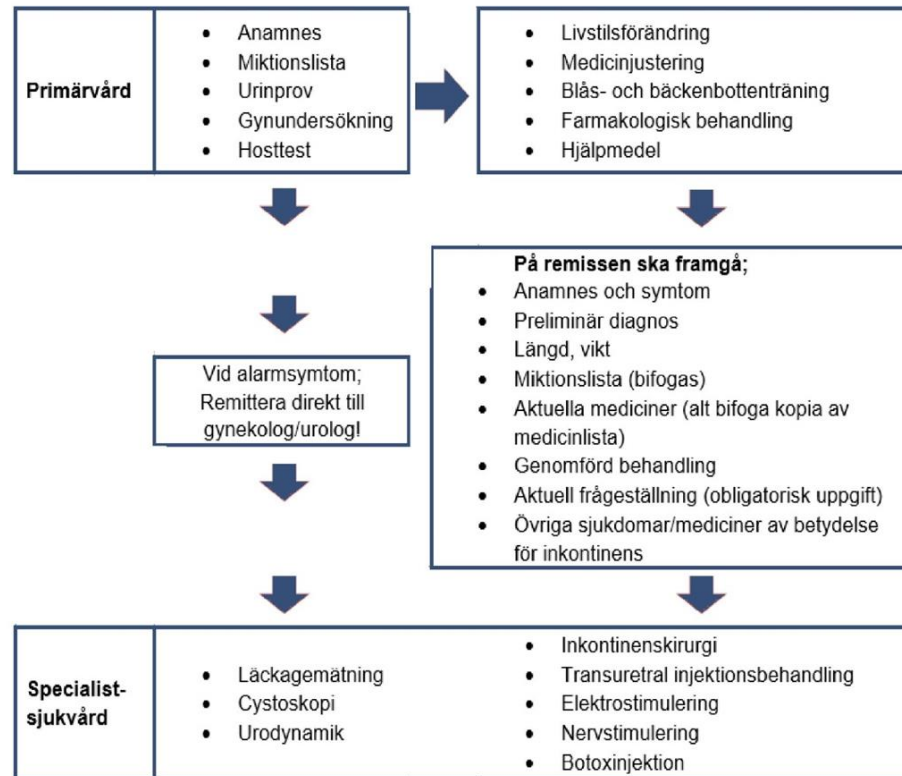 Primärvård
• Anamnes
• Miktionslista
• Urinprov
• Gynundersökning
• Hosttest
• Livstilsförändring
• Medicinjustering
• Blås- och bäckenbottenträning
• Farmakologisk behandling
• Hjälpmedel
Vid alarmsymtom;
Remittera direkt till
gynekolog/urolog!
På remissen ska framgå;
• Anamnes och symtom
• Preliminär diagnos
• Längd, vikt
• Miktionslista (bifogas)
• Aktuella mediciner (alt bifoga kopia av
medicinlista)
• Genomförd behandling
• Aktuell frågeställning (obligatorisk uppgift)
• Övriga sjukdomar/mediciner av betydelse
för inkontinens
Specialist-
sjukvård
• Läckagemätning
• Cystoskopi
• Urodynamik
• Inkontinenskirurgi
• Transuretral injektionsbehandling
• Elektrostimulering
• Nervstimulering
• Botoxinjektion